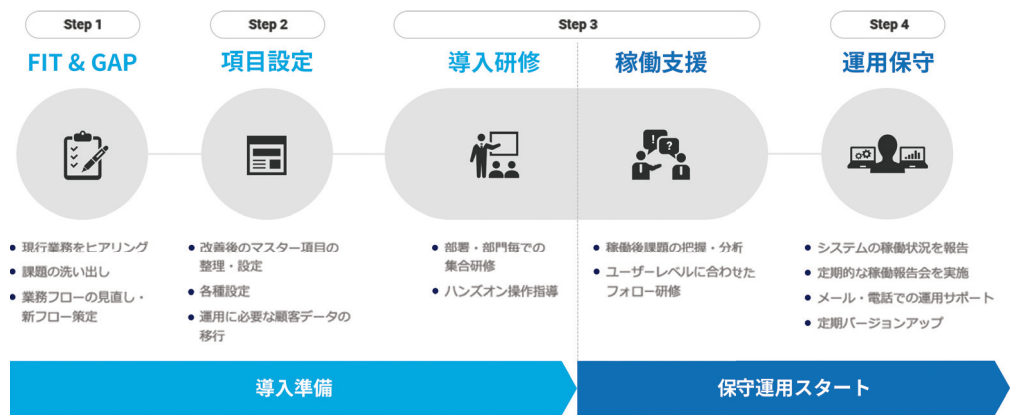 Step 1
FIT & GAP
現行業務をヒアリング
課題の洗い出し
業務フローの見直し・
新フロー策定
Step 2
項目設定
改善後のマスター項目の
整理・設定
各種設定
運用に必要な顧客データの
移行
Step 3
導入研修
部署・部門毎での
集合研修
ハンズオン操作指導
稼働支援
稼働後課題の把握・分析
ユーザーレベルに合わせた
フォロー研修
Step 4
運用保守
システムの稼働状況を報告
定期的な稼働報告会を実施
メール・電話での運用サポート
定期バージョンアップ
導入準備
保守運用スタート